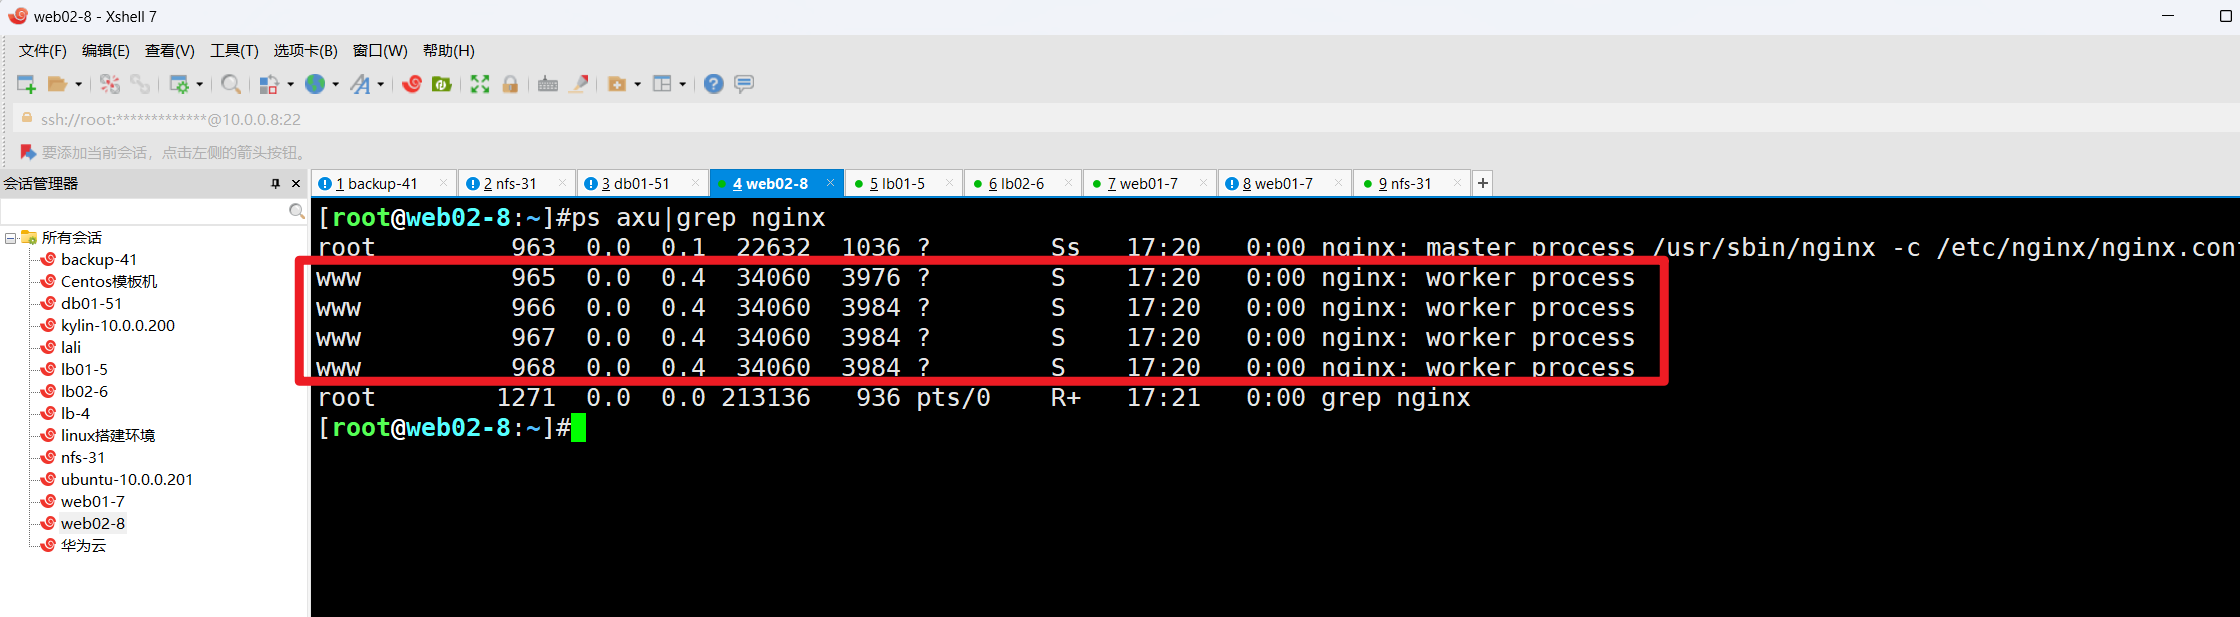 web02-8 - Xshell 7
文件(F) 编辑(E) 查看(V) 工具(T) 选项卡(B) 窗口(W) 帮助(H)
ssh://root:*************@10.0.0.8:22
要添加当前会话，点击左侧的箭头按钮。
会话管理器
1 backup-41 2 nfs-31 3 db01-51 4 web02-8 5 lb01-5 6 lb02-6 7 web01-7 8 web01-7 9 nfs-31
所有会话
backup-41
Centos模板机
db01-51
kylin-10.0.0.200
lali
lb01-5
lb02-6
lb-4
linux搭建环境
nfs-31
ubuntu-10.0.0.201
web01-7
web02-8
华为云
[root@web02-8:~]#ps axu|grep nginx
root 963 0.0 0.1 22632 1036 ? Ss 17:20 0:00 nginx: master process /usr/sbin/nginx -c /etc/nginx/nginx.con
www 965 0.0 0.4 34060 3976 ? S 17:20 0:00 nginx: worker process
www 966 0.0 0.4 34060 3984 ? S 17:20 0:00 nginx: worker process
www 967 0.0 0.4 34060 3984 ? S 17:20 0:00 nginx: worker process
www 968 0.0 0.4 34060 3984 ? S 17:20 0:00 nginx: worker process
root 1271 0.0 0.0 213136 936 pts/0 R+ 17:21 0:00 grep nginx
[root@web02-8:~]#